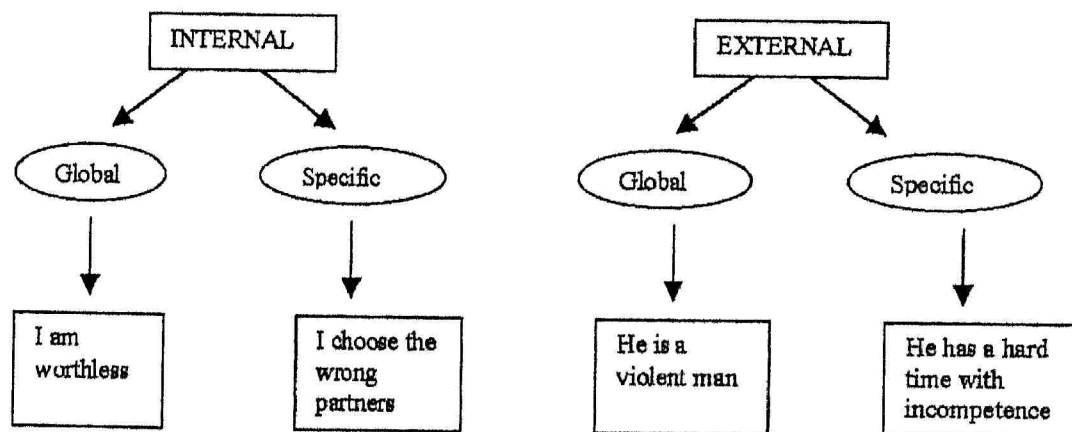 INTERNAL
EXTERNAL
Global
Specific
Global
Specific
I am
worthless
I choose the
wrong
partners
He is a
violent man
He has a hard
time with
incompetence